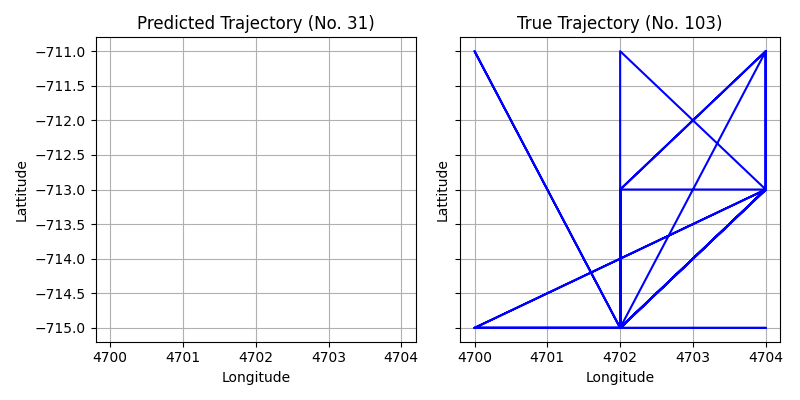 Predicted Trajectory (No. 31)
True Trajectory (No. 103)
Lattitude
−711.0
−711.5
−712.0
−712.5
−713.0
−713.5
−714.0
−714.5
−715.0
4700 4701 4702 4703 4704
Longitude
Lattitude
4700 4701 4702 4703 4704
Longitude